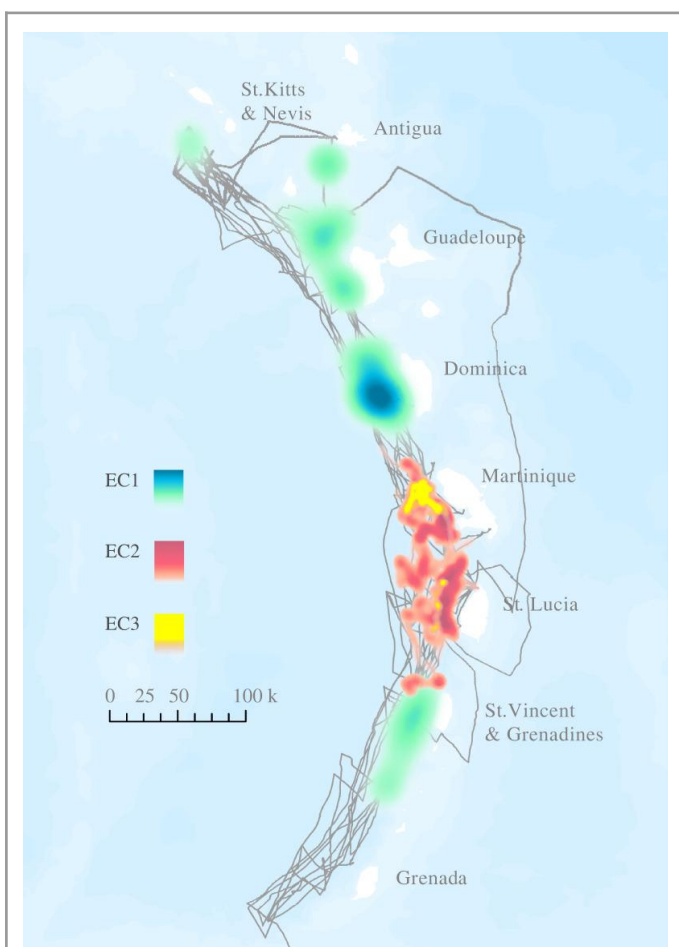 St.Kitts
& Nevis
Antigua
Guadeloupe
Dominica
Martinique
St. Lucia
St.Vincent
& Grenadines
Grenada
EC1
EC2
EC3
0 25 50 100 k